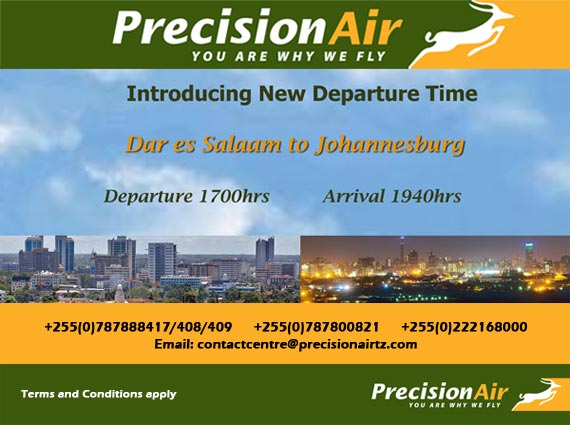 PrecisionAir
YOU ARE WHY WE FLY
Introducing New Departure Time
Dar es Salaam to Johannesburg
Departure 1700hrs Arrival 1940hrs
+255(0)787888417/408/409 +255(0)787800821 +255(0)222168000
Email: contactcentre@precisionairtz.com
Terms and Conditions apply
PrecisionAir
YOU ARE WHY WE FLY